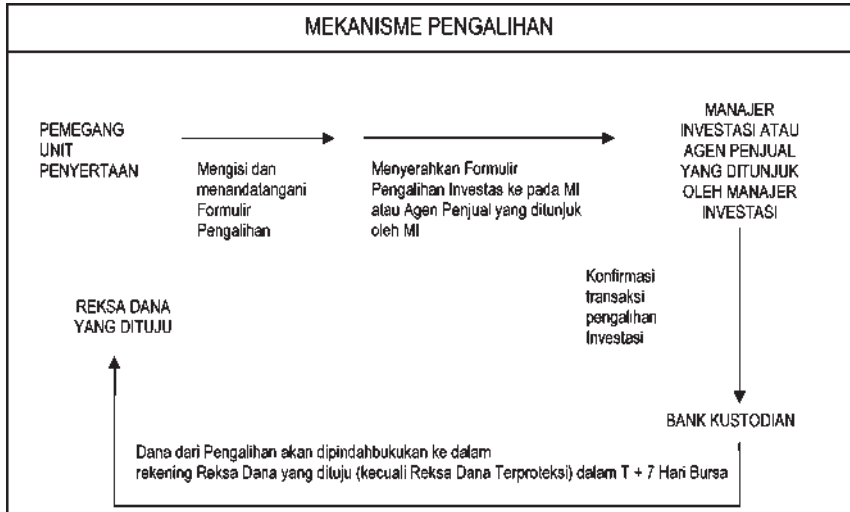 MEKANISME PENGALIHAN
PEMEGANG
UNIT
PENYERTAAN
Mengisi dan
menandatangani
Formulir
Pengalihan
Menyerahkan Formulir
Pengalihan Investas ke pada MI
atau Agen Penjual yang ditunjuk
oleh MI
MANAJER
INVESTASI ATAU
AGEN PENJUAL
YANG DITUNJUK
OLEH MANAJER
INVESTASI
Konfirmasi
transaksi
pengalihan
Investasi
REKSA DANA
YANG DITUJU
BANK KUSTODIAN
Dana dari Pengalihan akan dipindahbukukan ke dalam
rekening Reksa Dana yang dituju (kecuali Reksa Dana Terproteksi) dalam T + 7 Hari Bursa